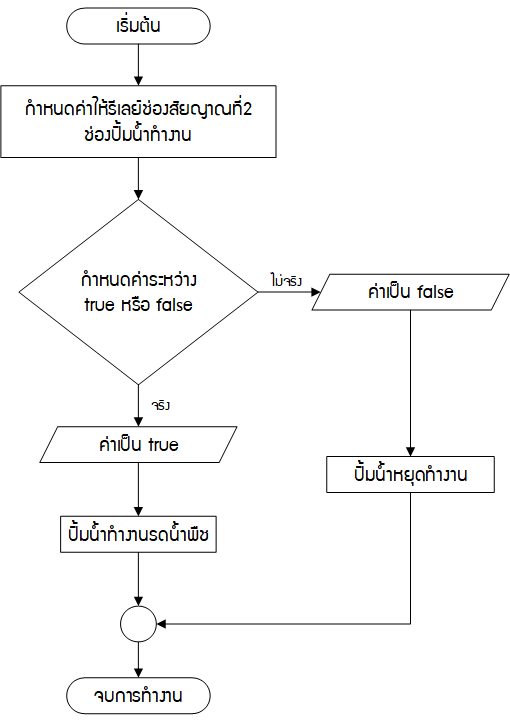 เริ่มต้น
กำหนดค่าให้รีเลย์ช่องสัญญาณที่2
ช่องปั้มน้ำทำงาน
กำหนดค่าระหว่าง
true หรือ false
ไม่จริง
ค่าเป็น false
จริง
ค่าเป็น true
ปั้มน้ำหยุดทำงาน
ปั้มน้ำทำงานรดน้ำพืช
จบการทำงาน